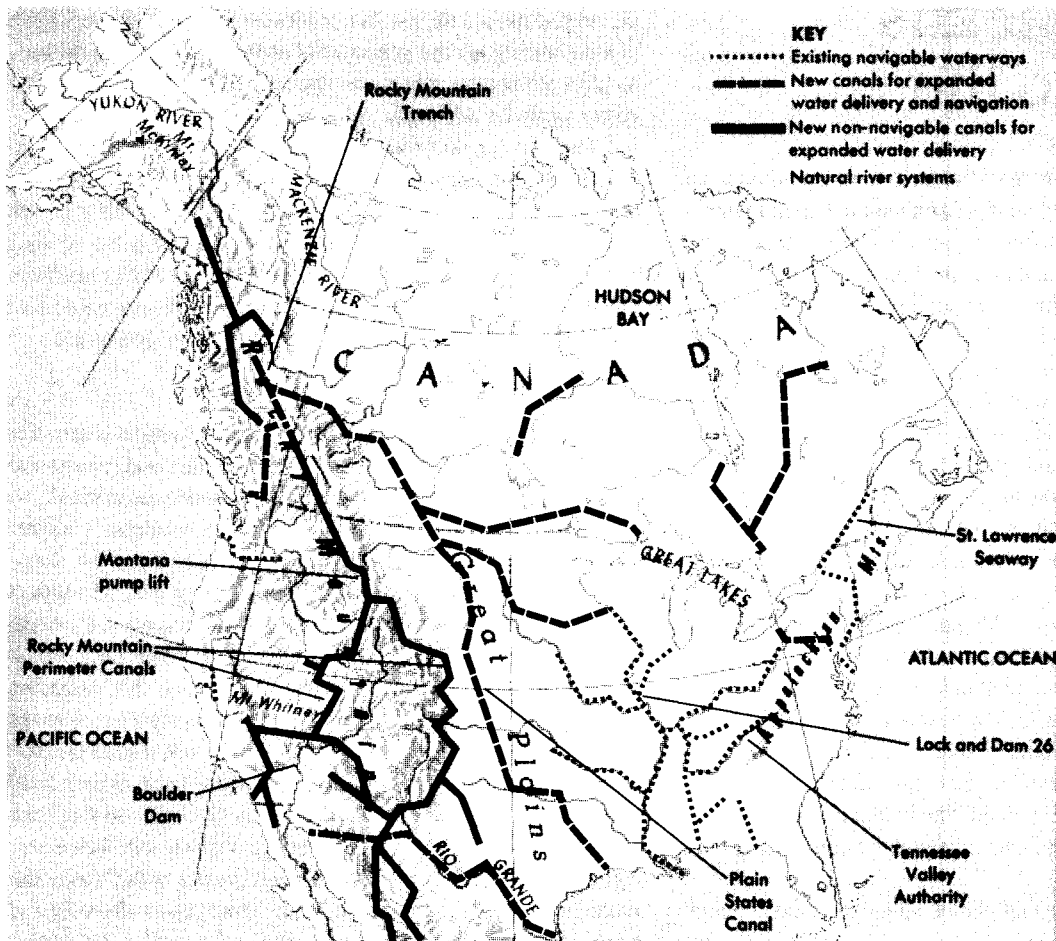 KEY
Existing navigable waterways
New canals for expanded
water delivery and navigation
New non-navigable canals for
expanded water delivery
Natural river systems
Rocky Mountain
Trench
YUKON RIVER
Mt.
McKinley
MACKENZIE
RIVER
HUDSON
BAY
CANADA
St. Lawrence
Seaway
GREAT LAKES
Montana
pump lift
Great
Plains
Appalachian Mts.
Rocky Mountain
Perimeter Canals
ATLANTIC OCEAN
Mt. Whitney
PACIFIC OCEAN
Lock and Dam 26
Boulder
Dam
RIO
GRANDE
Plain
States
Canal
Tennessee
Valley
Authority